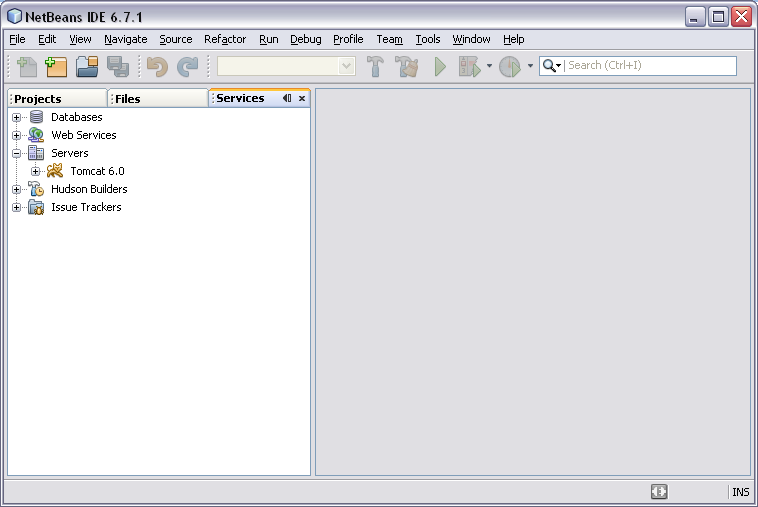 NetBeans IDE 6.7.1
File Edit View Navigate Source Refactor Run Debug Profile Team Tools Window Help
Search (Ctrl+I)
Projects Files Services
Databases
Web Services
Servers
Tomcat 6.0
Hudson Builders
Issue Trackers
INS